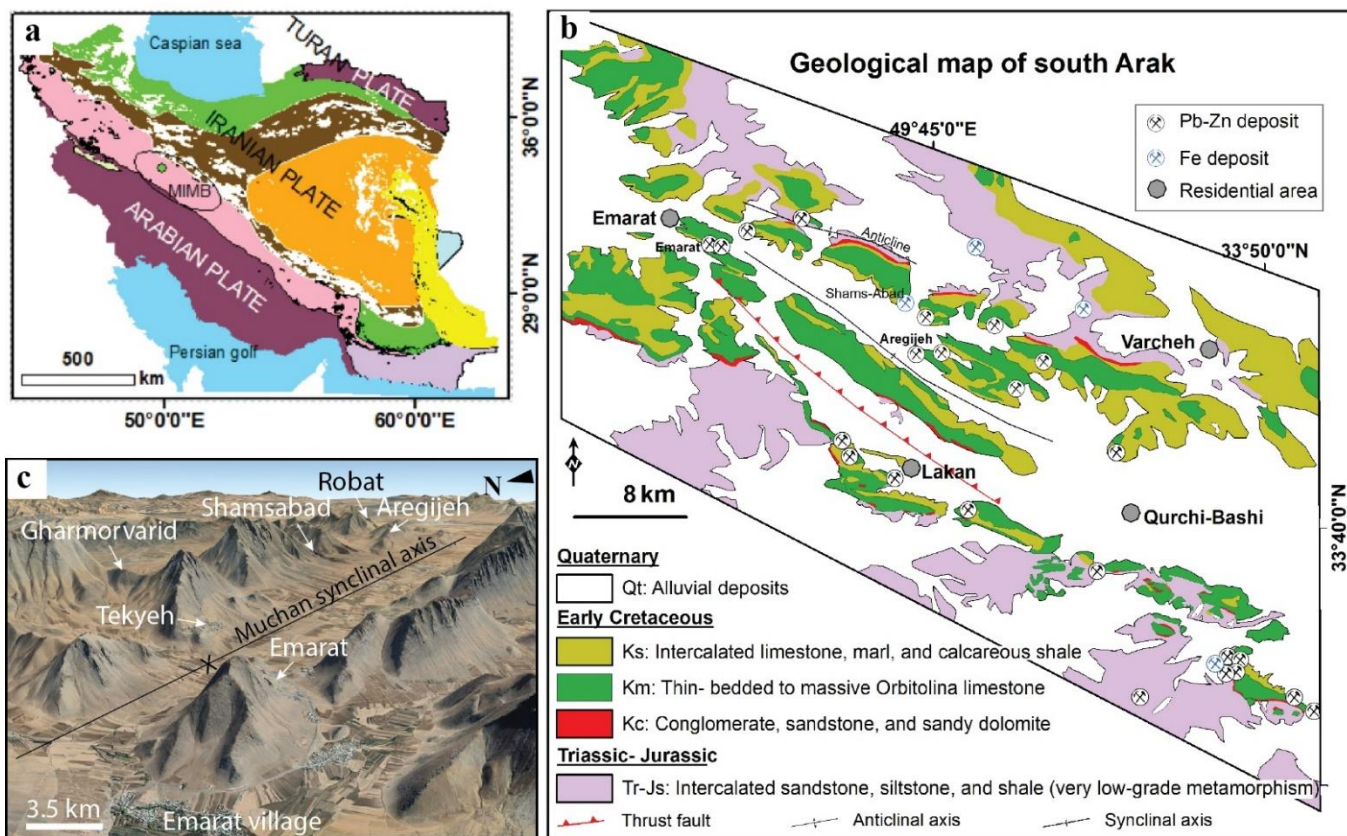 a
Caspian sea
TURAN PLATE
IRANIAN PLATE
MIMB
ARABIAN PLATE
Persian golf
500
km
36°0'0"N
29°0'0"N
50°0'0"E
60°0'0"E
b
Geological map of south Arak
49°45'0"E
Pb-Zn deposit
Fe deposit
Residential area
33°50'0"N
Emarat
Emarat
Anticline
Shams-Abad
Aregijeh
Varcheh
N
8 km
Lakan
Qurchi-Bashi
33°40'0"N
Quaternary
Qt: Alluvial deposits
Early Cretaceous
Ks: Intercalated limestone, marl, and calcareous shale
Km: Thin- bedded to massive Orbitolina limestone
Kc: Conglomerate, sandstone, and sandy dolomite
Triassic- Jurassic
Tr-Js: Intercalated sandstone, siltstone, and shale (very low-grade metamorphism)
Thrust fault
Anticlinal axis
Synclinal axis
c
N
Robat
Shamsabad
Aregijeh
Gharmorvarid
Muchan synclinal axis
Tekyeh
Emarat
3.5 km
Emarat village